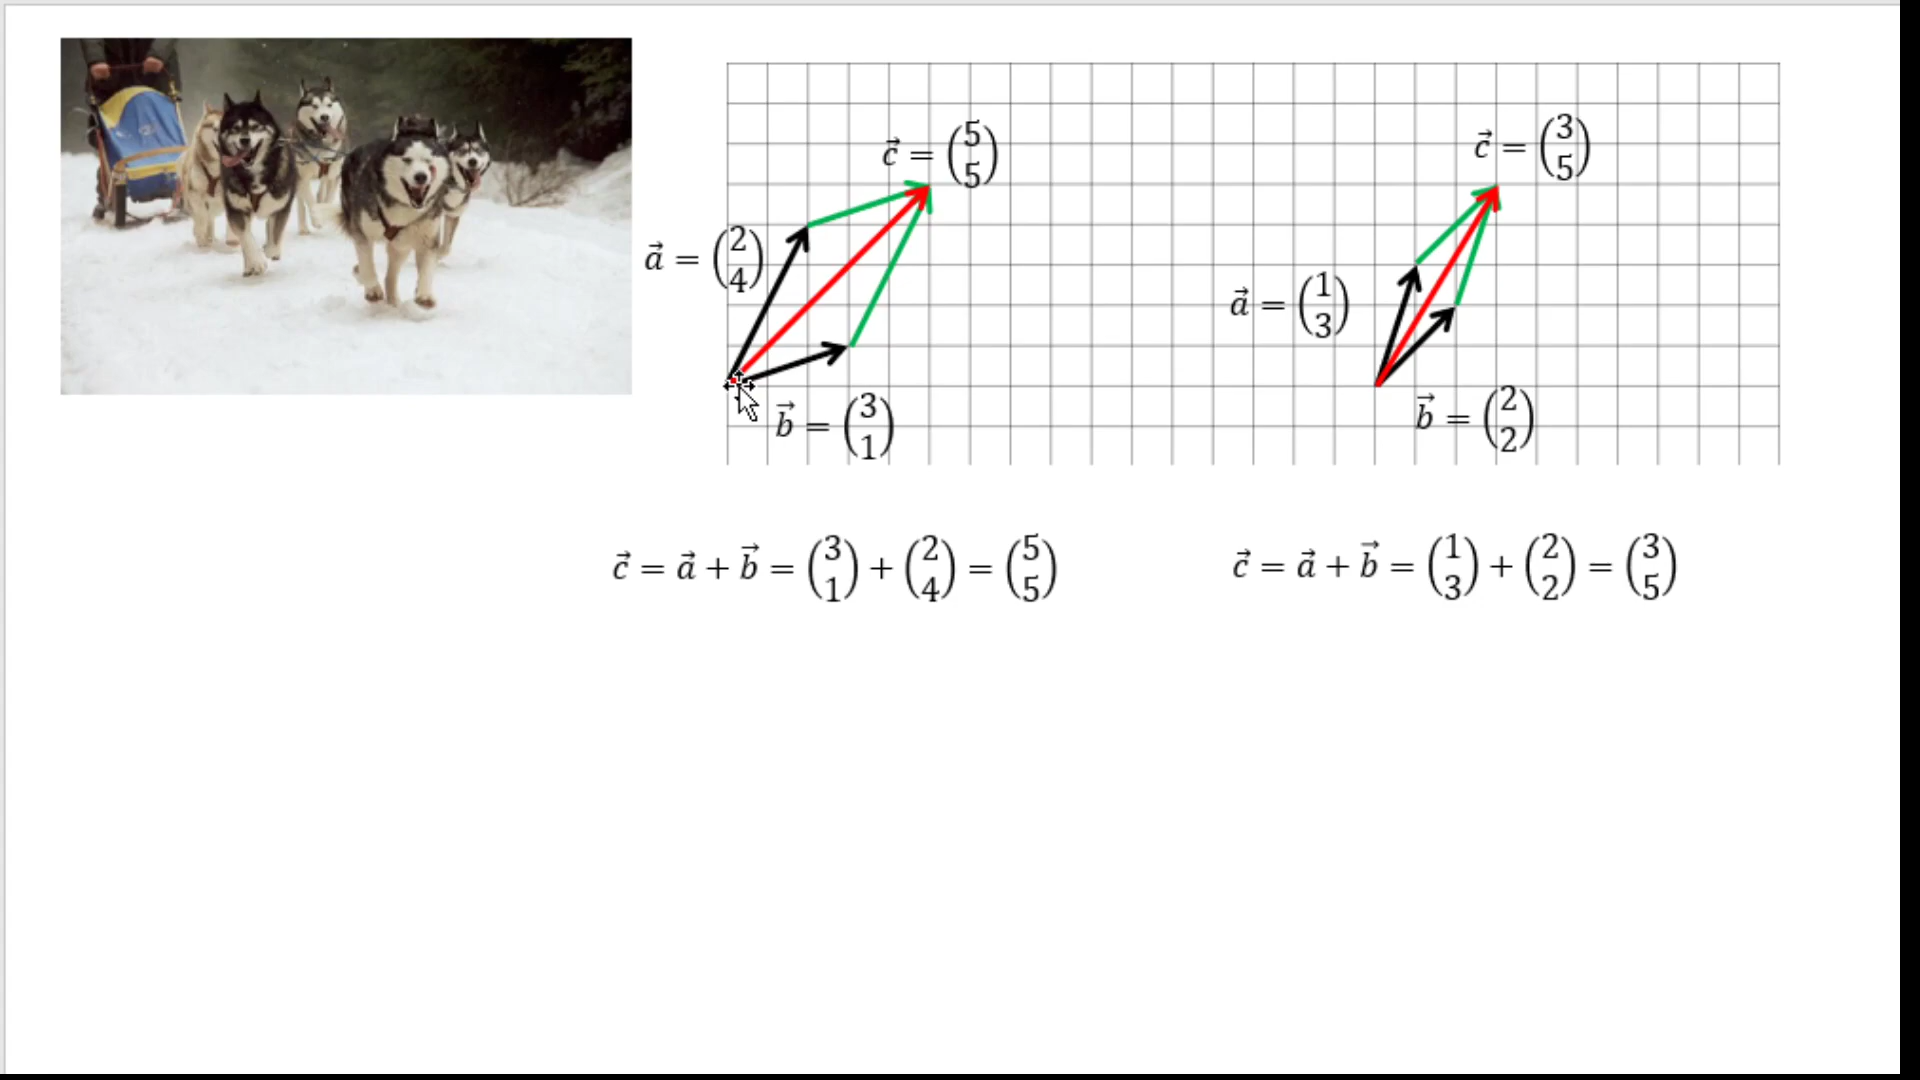 c⃗ = (5 5)
c⃗ = (3 5)
a⃗ = (2 4)
a⃗ = (1 3)
b⃗ = (3 1)
b⃗ = (2 2)
c⃗ = a⃗ + b⃗ = (3 1) + (2 4) = (5 5)
c⃗ = a⃗ + b⃗ = (1 3) + (2 2) = (3 5)